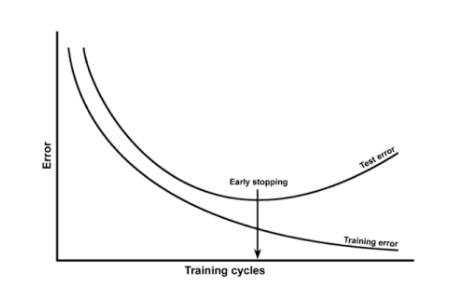 Error
Test error
Early stopping
Training error
Training cycles